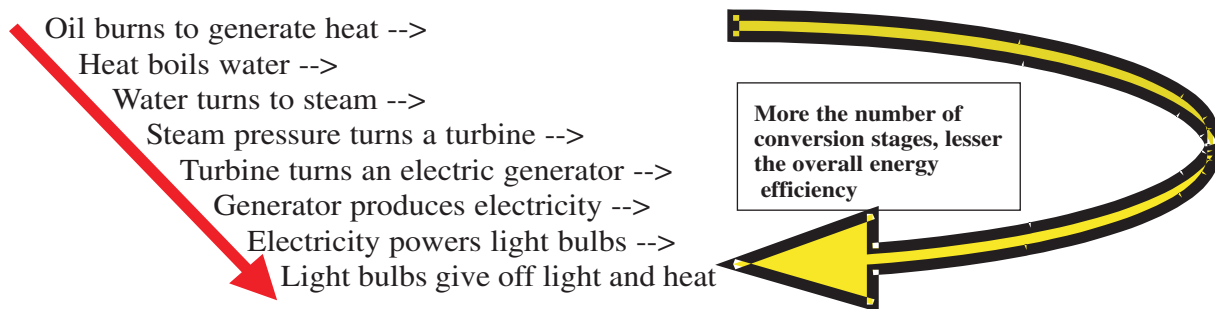 Oil burns to generate heat -->
Heat boils water -->
Water turns to steam -->
Steam pressure turns a turbine -->
Turbine turns an electric generator -->
Generator produces electricity -->
Electricity powers light bulbs -->
Light bulbs give off light and heat
More the number of
conversion stages, lesser
the overall energy
efficiency